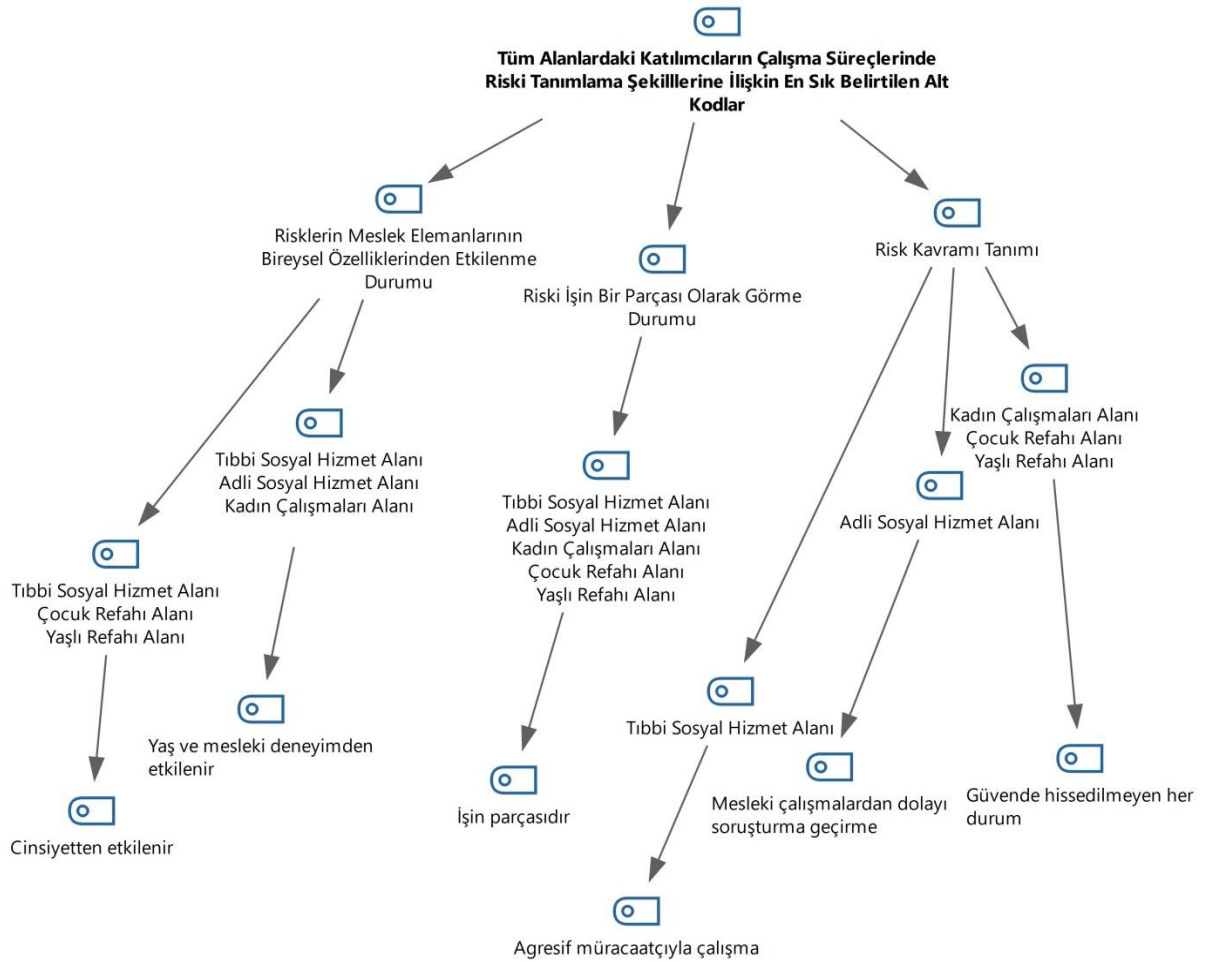 Tüm Alanlardaki Katılımcıların Çalışma Süreçlerinde
Riski Tanımlama Şekilllerine İlişkin En Sık Belirtilen Alt
Kodlar
Risklerin Meslek Elemanlarının
Bireysel Özelliklerinden Etkilenme
Durumu
Riski İşin Bir Parçası Olarak Görme
Durumu
Risk Kavramı Tanımı
Tıbbi Sosyal Hizmet Alanı
Çocuk Refahı Alanı
Yaşlı Refahı Alanı
Tıbbi Sosyal Hizmet Alanı
Adli Sosyal Hizmet Alanı
Kadın Çalışmaları Alanı
Tıbbi Sosyal Hizmet Alanı
Adli Sosyal Hizmet Alanı
Kadın Çalışmaları Alanı
Çocuk Refahı Alanı
Yaşlı Refahı Alanı
Tıbbi Sosyal Hizmet Alanı
Adli Sosyal Hizmet Alanı
Kadın Çalışmaları Alanı
Çocuk Refahı Alanı
Yaşlı Refahı Alanı
Cinsiyetten etkilenir
Yaş ve mesleki deneyimden
etkilenir
İşin parçasıdır
Agresif müracaatçıyla çalışma
Mesleki çalışmalardan dolayı
soruşturma geçirme
Güvende hissedilmeyen her
durum